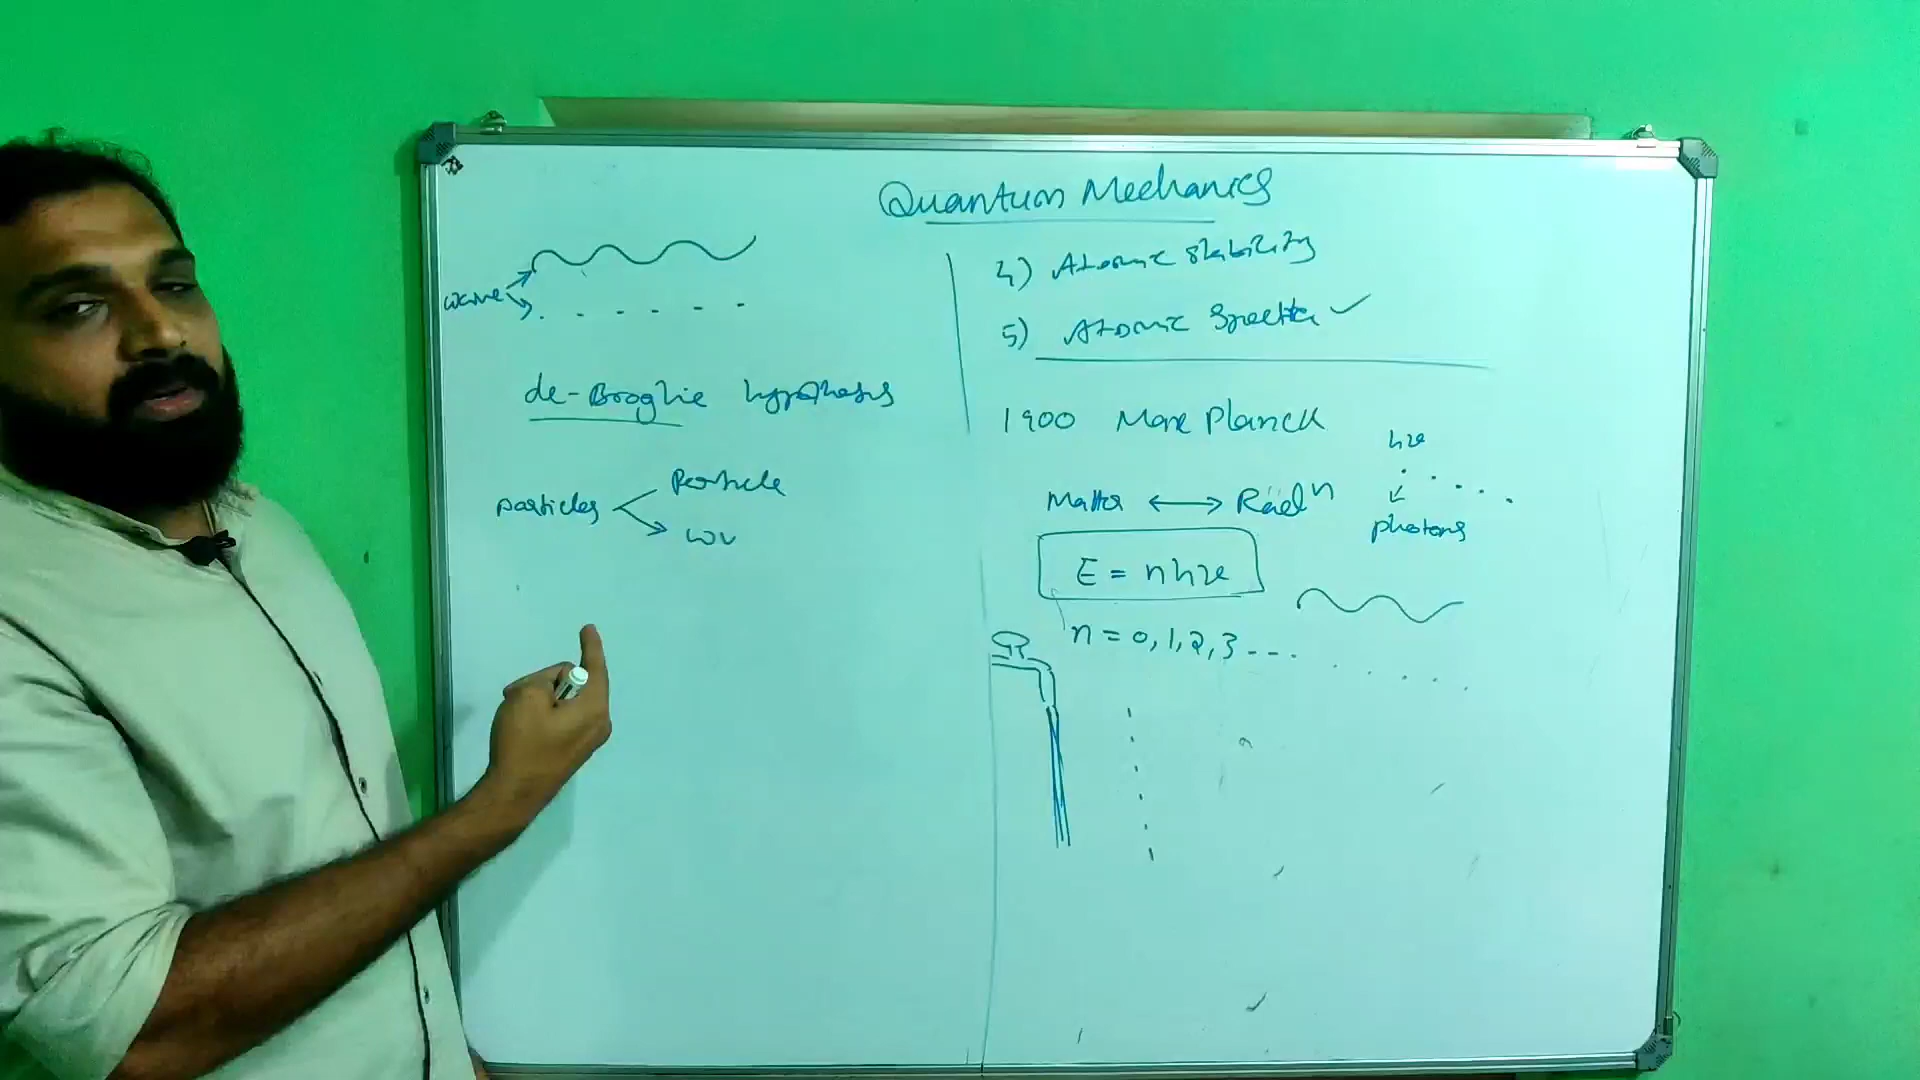 Quantum Mechanics
wave
de-Broglie hypothesis
particles
Particle
wv
4) Atomic Stability
5) Atomic Spectra ✓
1900 Max Planck
Matter ⟷ Radⁿ
hν
photons
E = nhν
n = 0, 1, 2, 3 - - -